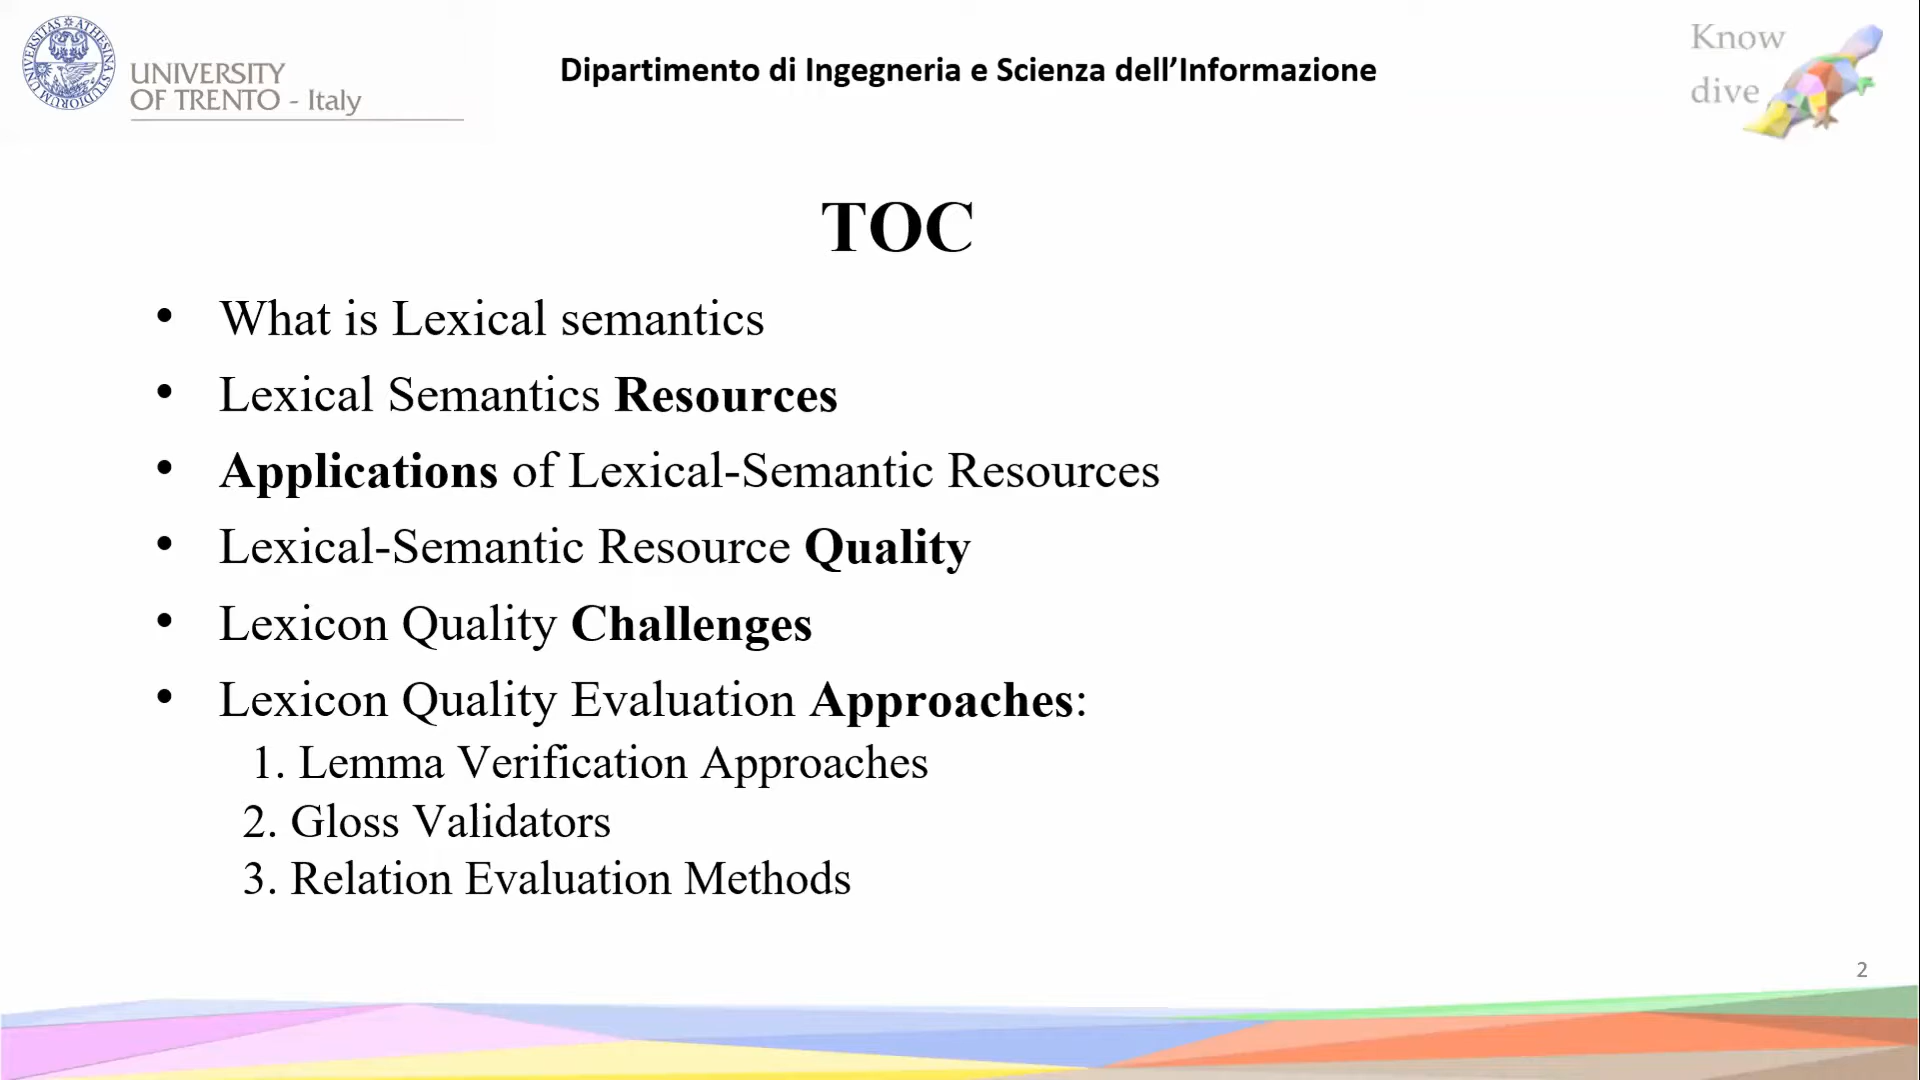 UNIVERSITY
OF TRENTO - Italy
Dipartimento di Ingegneria e Scienza dell’Informazione
Know
dive
TOC
• What is Lexical semantics
• Lexical Semantics Resources
• Applications of Lexical-Semantic Resources
• Lexical-Semantic Resource Quality
• Lexicon Quality Challenges
• Lexicon Quality Evaluation Approaches:
1. Lemma Verification Approaches
2. Gloss Validators
3. Relation Evaluation Methods
2